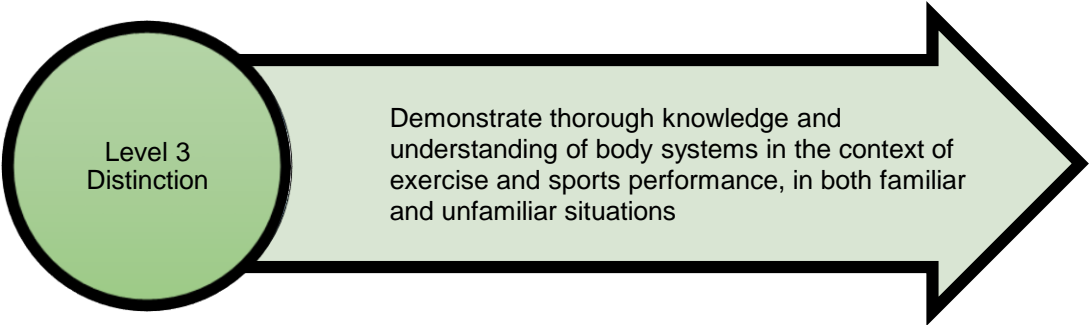 Level 3
Distinction
Demonstrate thorough knowledge and
understanding of body systems in the context of
exercise and sports performance, in both familiar
and unfamiliar situations